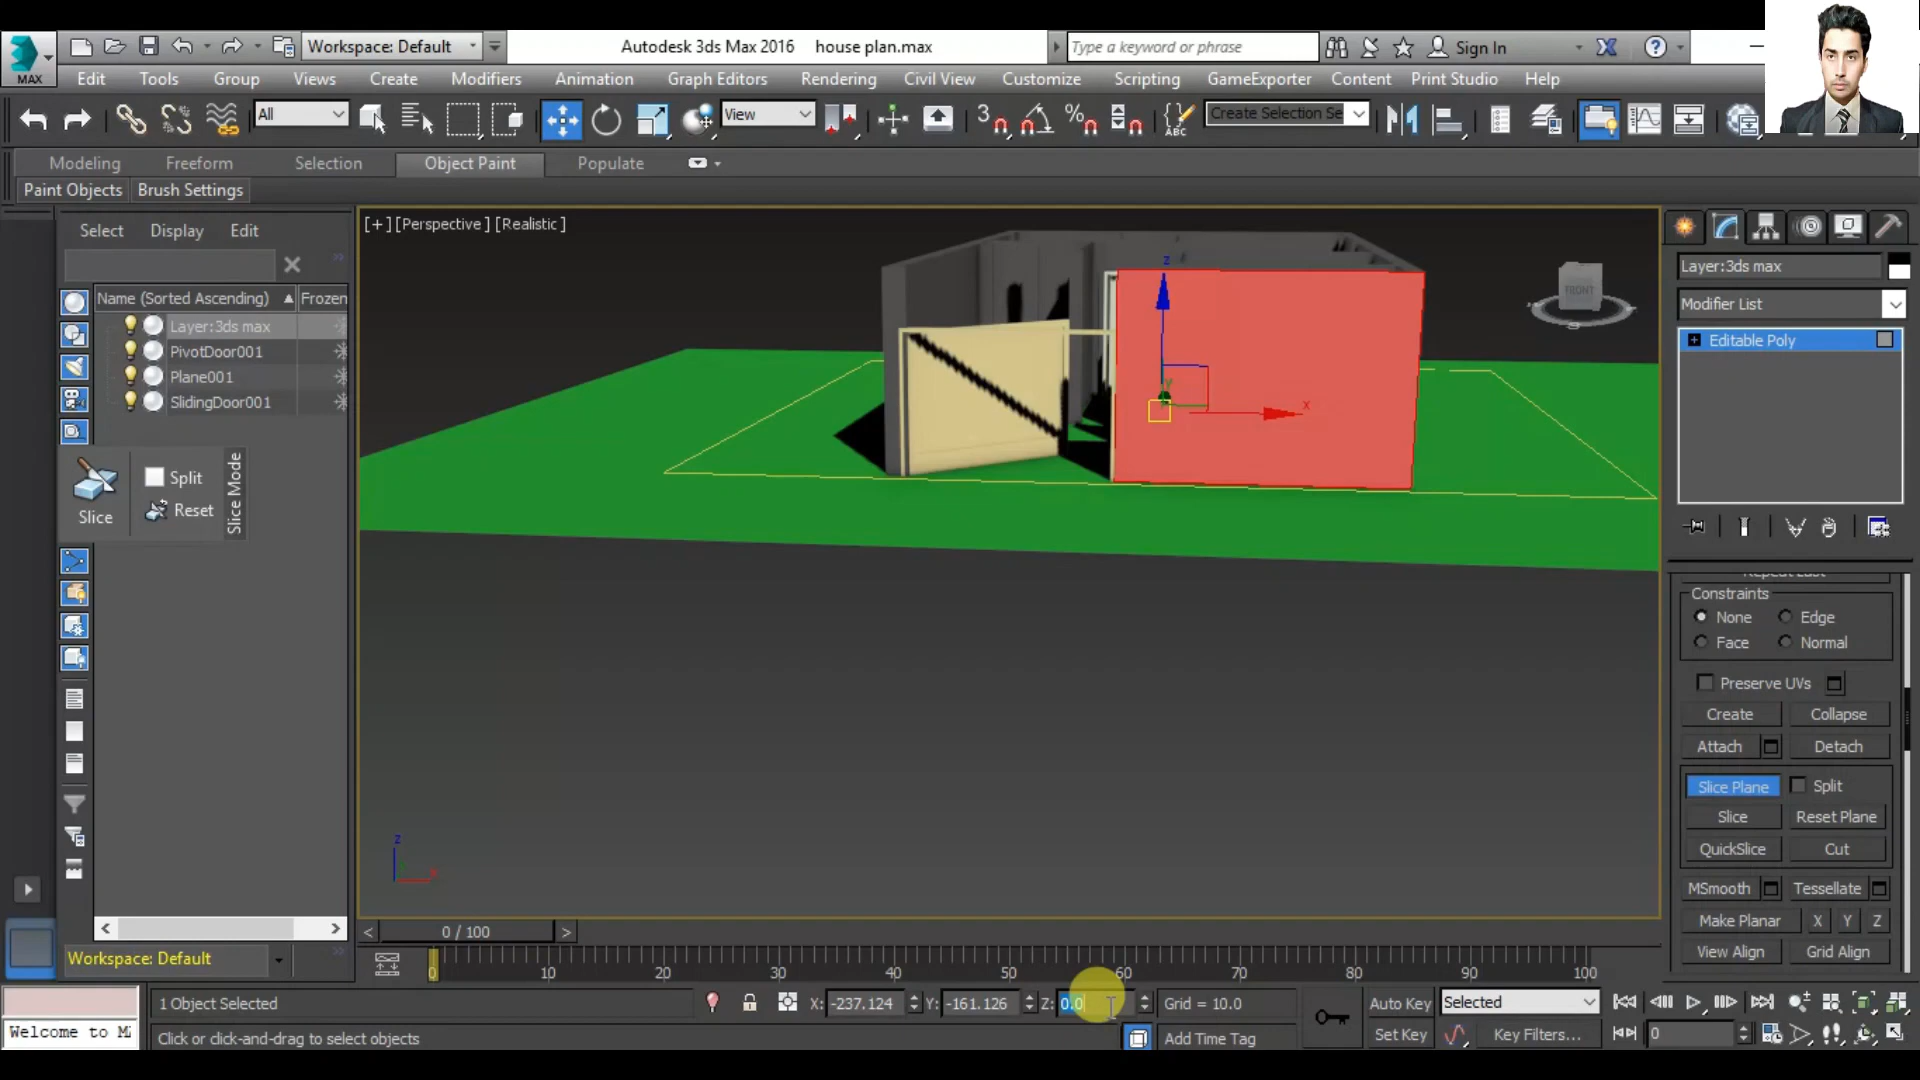 Workspace: Default
Autodesk 3ds Max 2016 house plan.max
Type a keyword or phrase
Sign In
MAX
Edit Tools Group Views Create Modifiers Animation Graph Editors Rendering Civil View Customize Scripting GameExporter Content Print Studio Help
All
View
3
ABC
Create Selection Se
Modeling Freeform Selection Object Paint Populate
Paint Objects Brush Settings
Select Display Edit
Name (Sorted Ascending) Frozen
Layer:3ds max
PivotDoor001
Plane001
SlidingDoor001
Slice
Split
Reset
Slice Mode
[+][Perspective][Realistic]
FRONT
z
y
x
z
Layer:3ds max
Modifier List
Editable Poly
Constraints
None Edge
Face Normal
Preserve UVs
Create Collapse
Attach Detach
Slice Plane Split
Slice Reset Plane
QuickSlice Cut
MSmooth Tessellate
Make Planar X Y Z
View Align Grid Align
Workspace: Default
< 0 / 100 >
0 10 20 30 40 50 60 70 80 90 100
1 Object Selected
X: -237.124 Y: -161.126 Z: 0.0
Grid = 10.0
Auto Key Selected
Welcome to M
Click or click-and-drag to select objects
Add Time Tag
Set Key Key Filters...
0